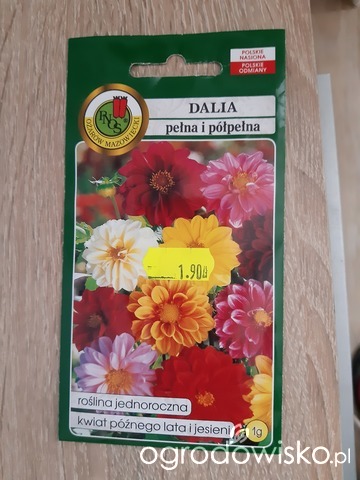 POLSKIE
NASIONA
POLSKIE
ODMIANY
PNOS
OŻARÓW MAZOWIECKI
DALIA
pełna i półpełna
1.90
roślina jednoroczna
kwiat późnego lata i jesieni
1g
ogrodowisko.pl